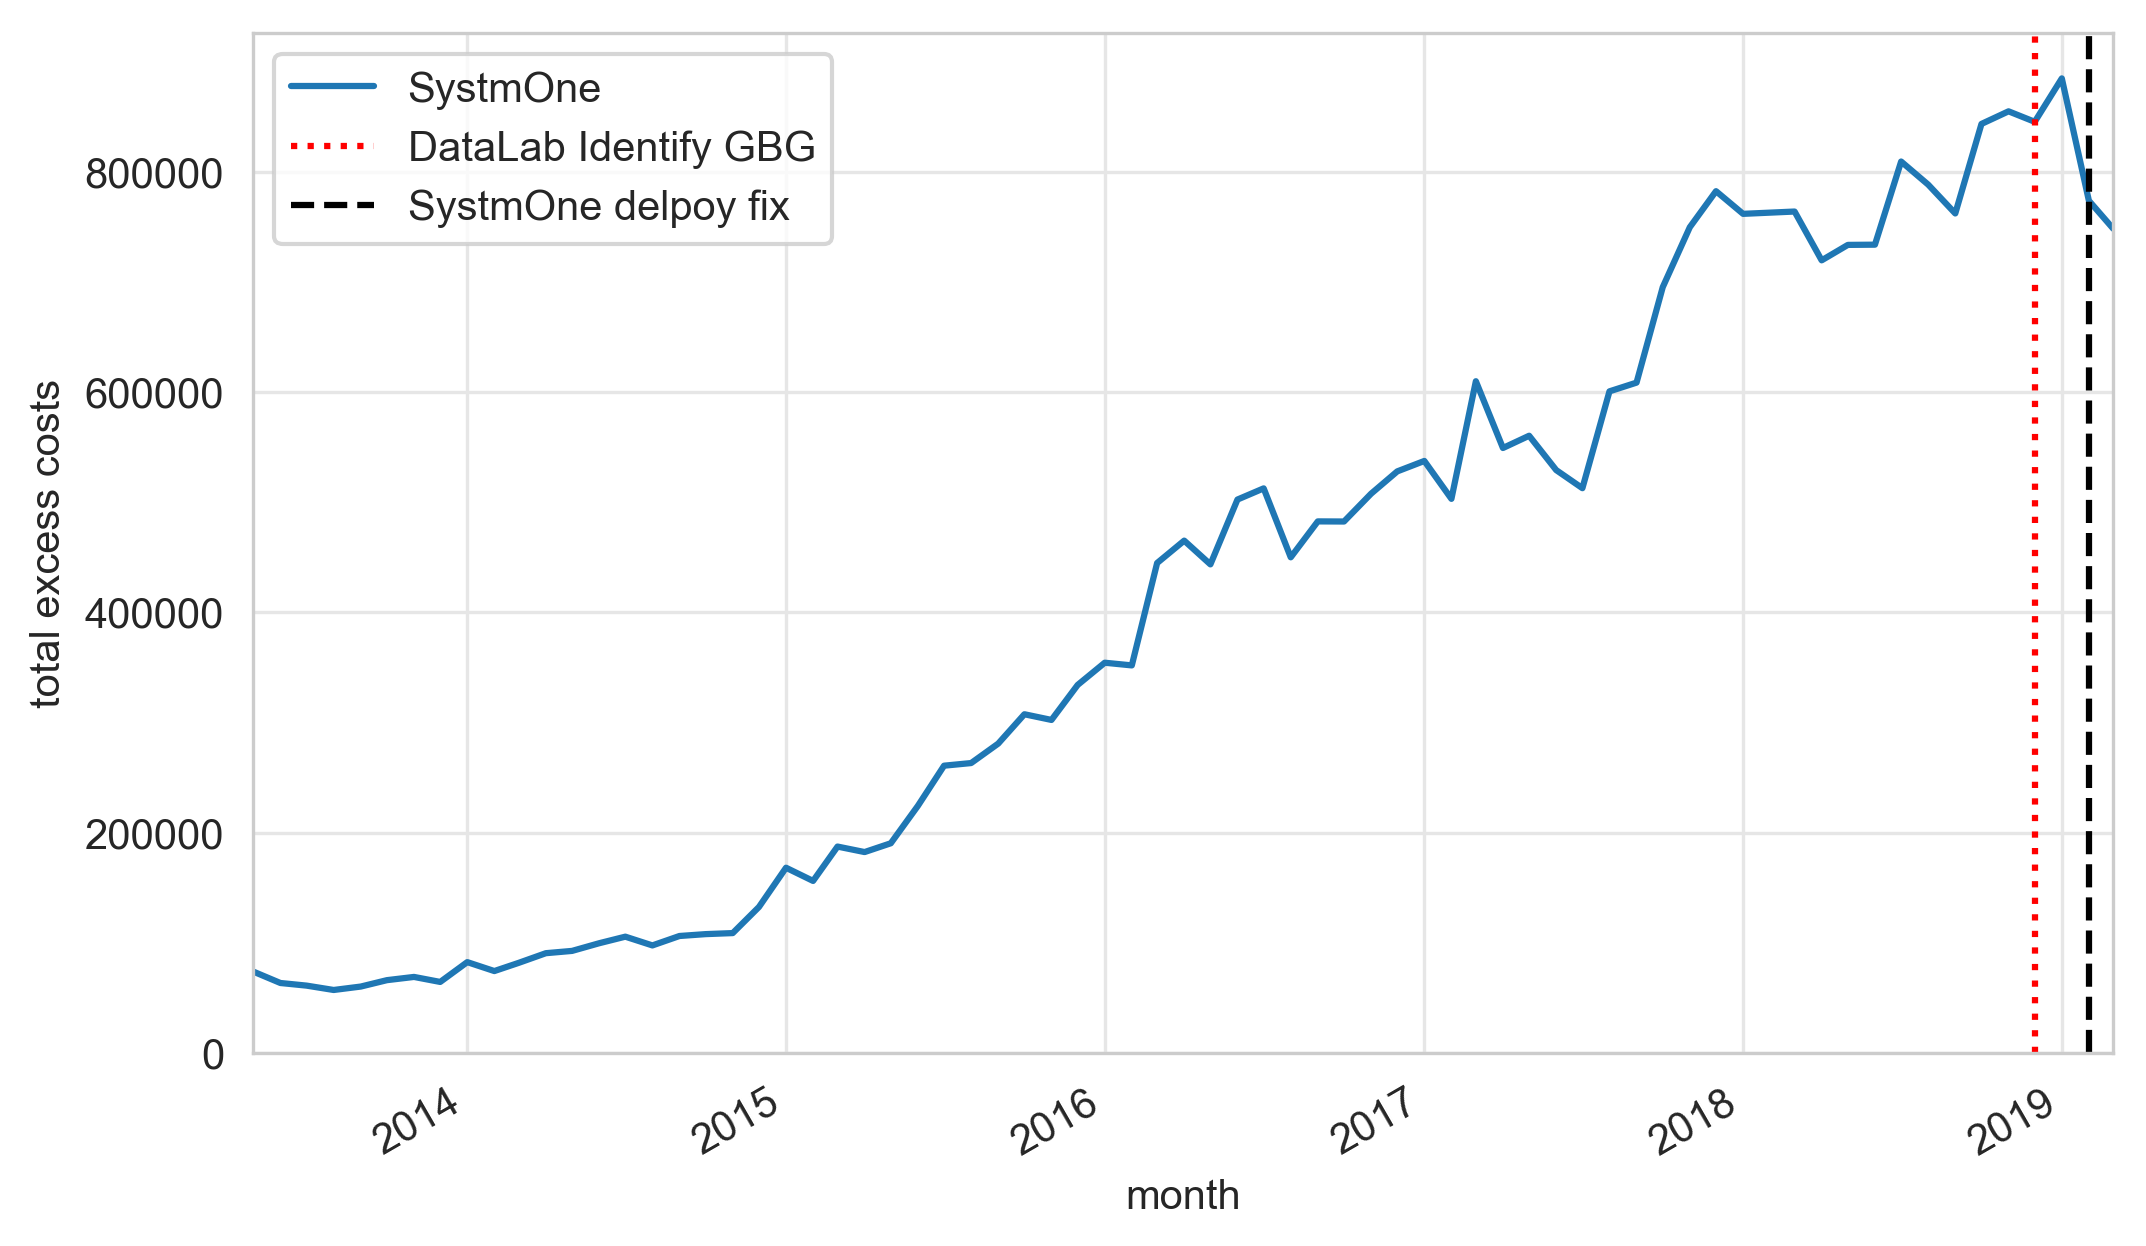 SystmOne
DataLab Identify GBG
SystmOne delpoy fix
800000
600000
400000
200000
0
total excess costs
2014
2015
2016
2017
2018
2019
month